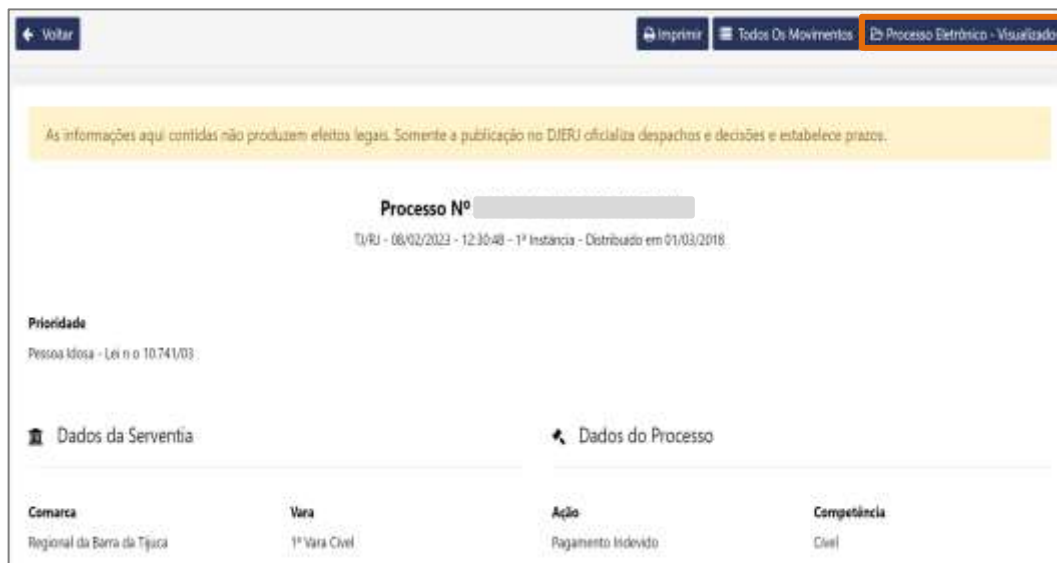 Voltar Imprimir Todos Os Movimentos Processo Eletrônico - Visualizador
As informações aqui contidas não produzem efeitos legais. Somente a publicação no DJERJ oficializa despachos e decisões e estabelece prazos.
Processo Nº
TJ/RJ - 08/02/2023 - 12:30:48 - 1ª Instância - Distribuído em 01/03/2018
Prioridade
Pessoa Idosa - Lei n o 10.741/03
Dados da Serventia Dados do Processo
Comarca Vara Ação Competência
Regional da Barra da Tijuca 1ª Vara Cível Pagamento Indevido Cível